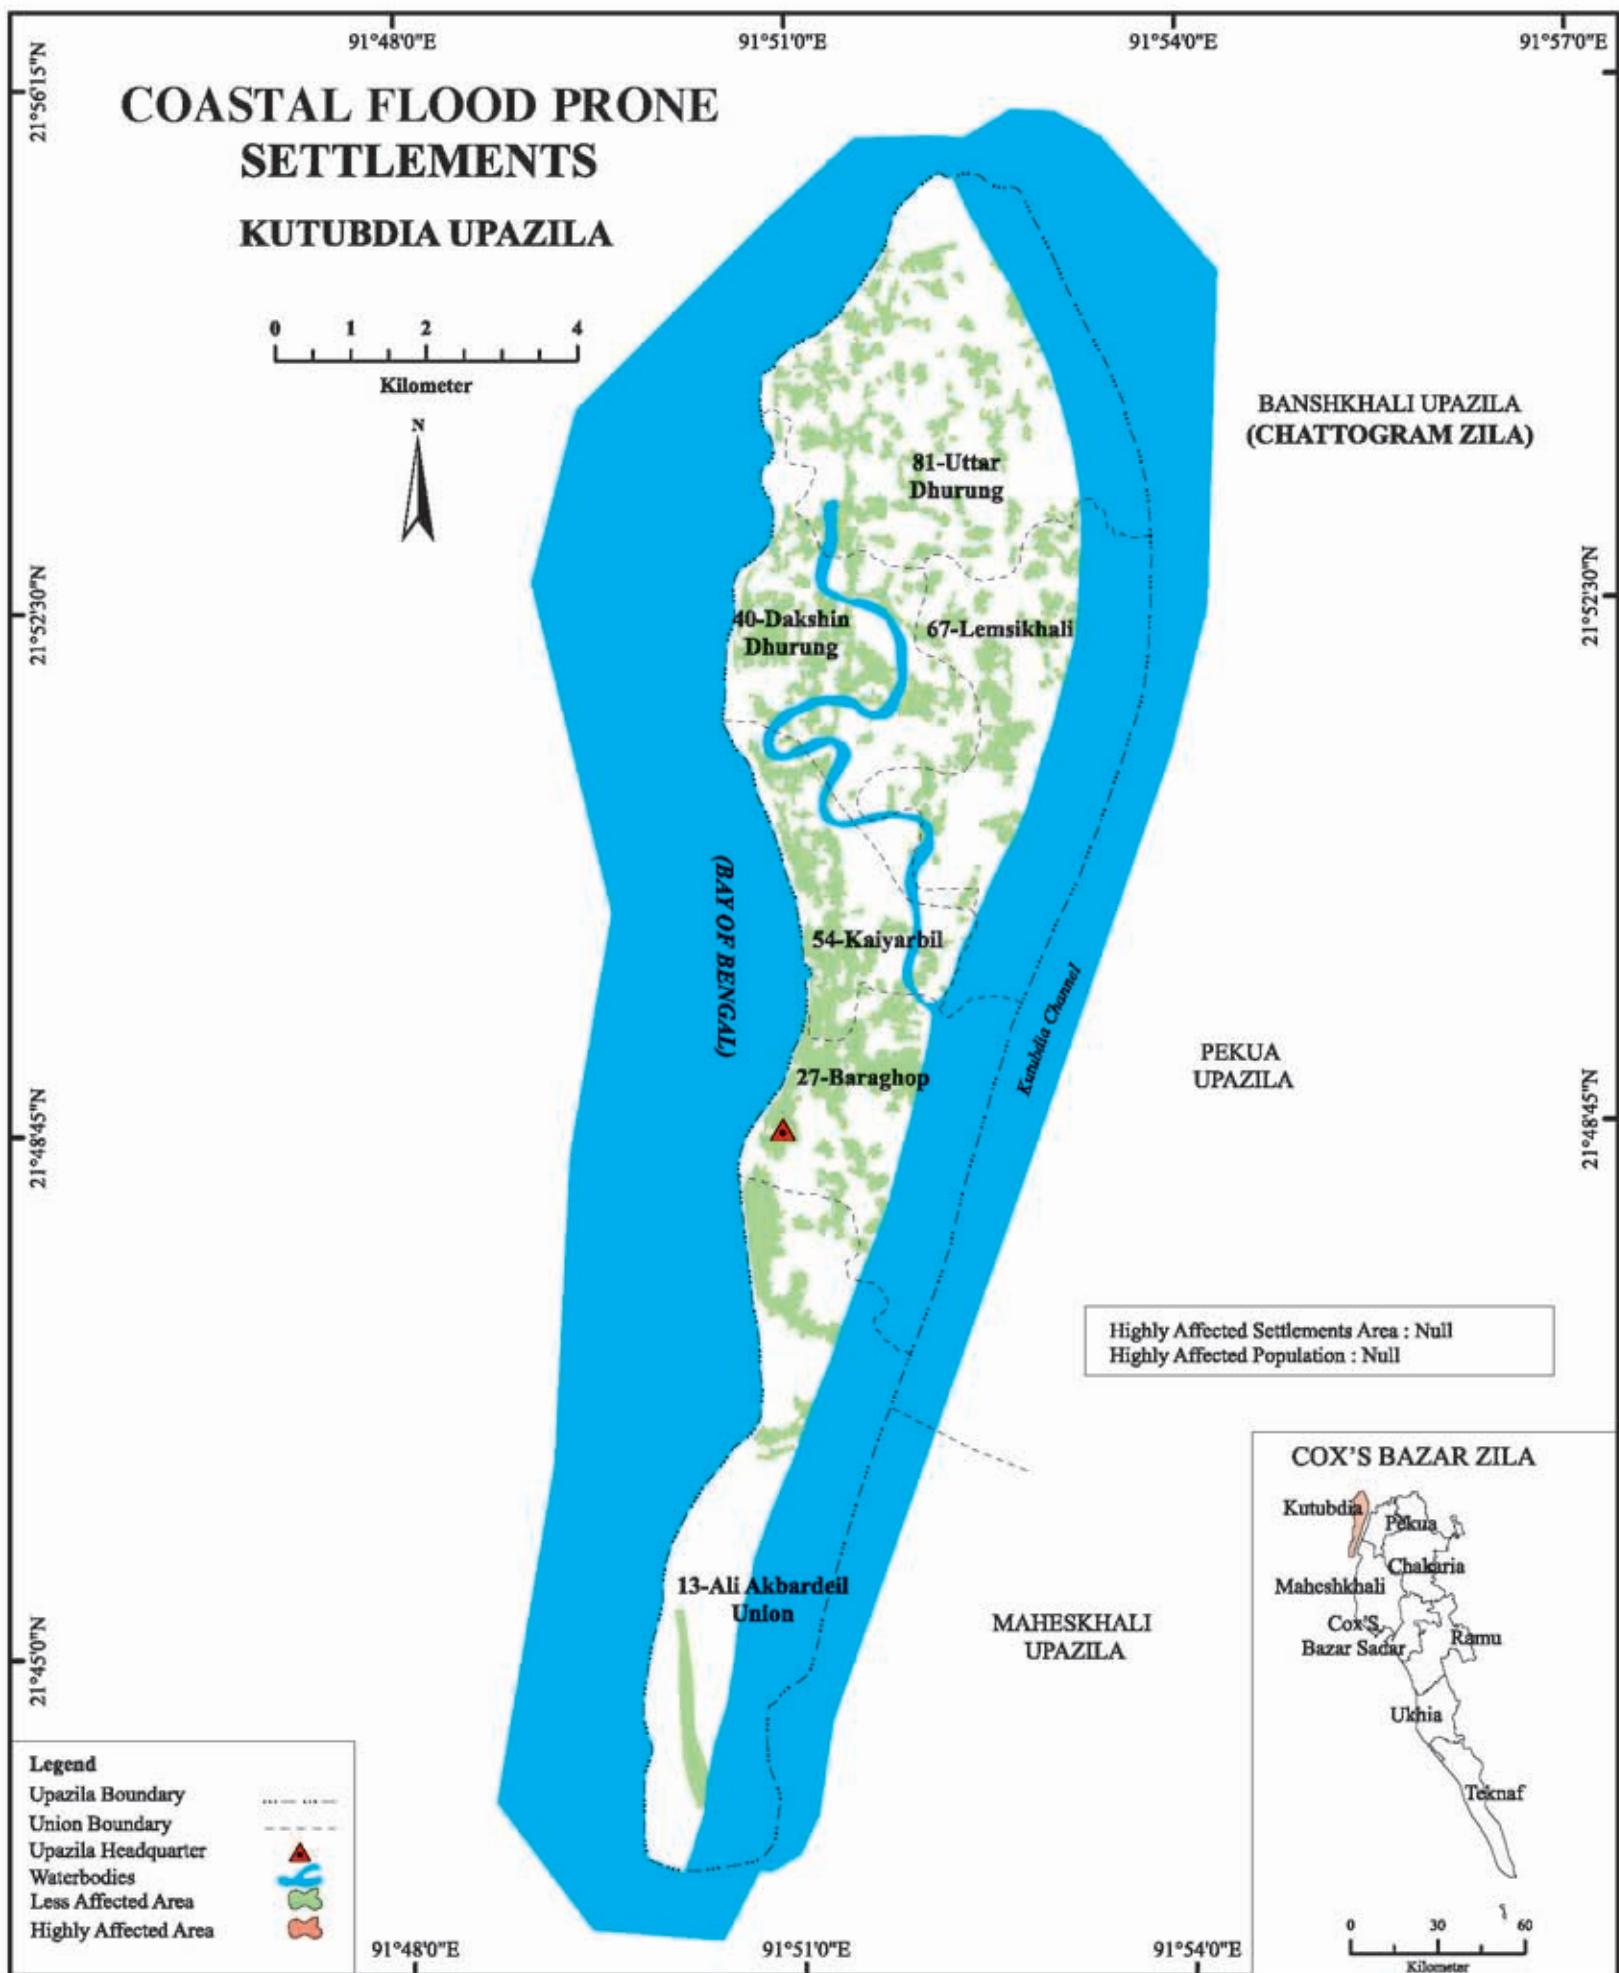 91°48'0"E
91°51'0"E
91°54'0"E
91°57'0"E
21°56'15"N
COASTAL FLOOD PRONE
SETTLEMENTS
KUTUBDIA UPAZILA
0 1 2 4
Kilometer
N
BANSHKHALI UPAZILA
(CHATTOGRAM ZILA)
81-Uttar
Dhurung
21°52'30"N
21°52'30"N
40-Dakshin
Dhurung
67-Lemsikhali
(BAY OF BENGAL)
54-Kaiyarbil
Kutubdia Channel
PEKUA
UPAZILA
27-Baraghop
21°48'45"N
21°48'45"N
Highly Affected Settlements Area : Null
Highly Affected Population : Null
13-Ali Akbardeil
Union
MAHESKHALI
UPAZILA
21°45'0"N
COX'S BAZAR ZILA
Kutubdia
Pekua
Chakaria
Maheshkhali
Cox'S
Bazar Sadar
Ramu
Ukhia
Teknaf
0 30 60
Kilometer
Legend
Upazila Boundary
Union Boundary
Upazila Headquarter
Waterbodies
Less Affected Area
Highly Affected Area
91°48'0"E
91°51'0"E
91°54'0"E